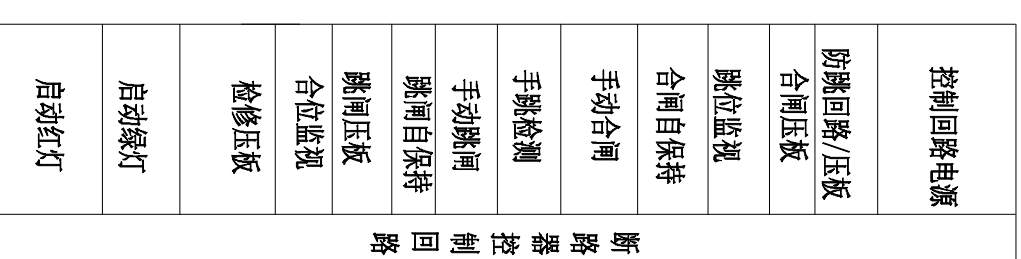 控制回路电源
防跳回路/压板
合闸压板
跳位监视
合闸自保持
手动合闸
手跳检测
手动跳闸
跳闸自保持
跳闸压板
合位监视
检修压板
启动绿灯
启动红灯
断路器控制回路